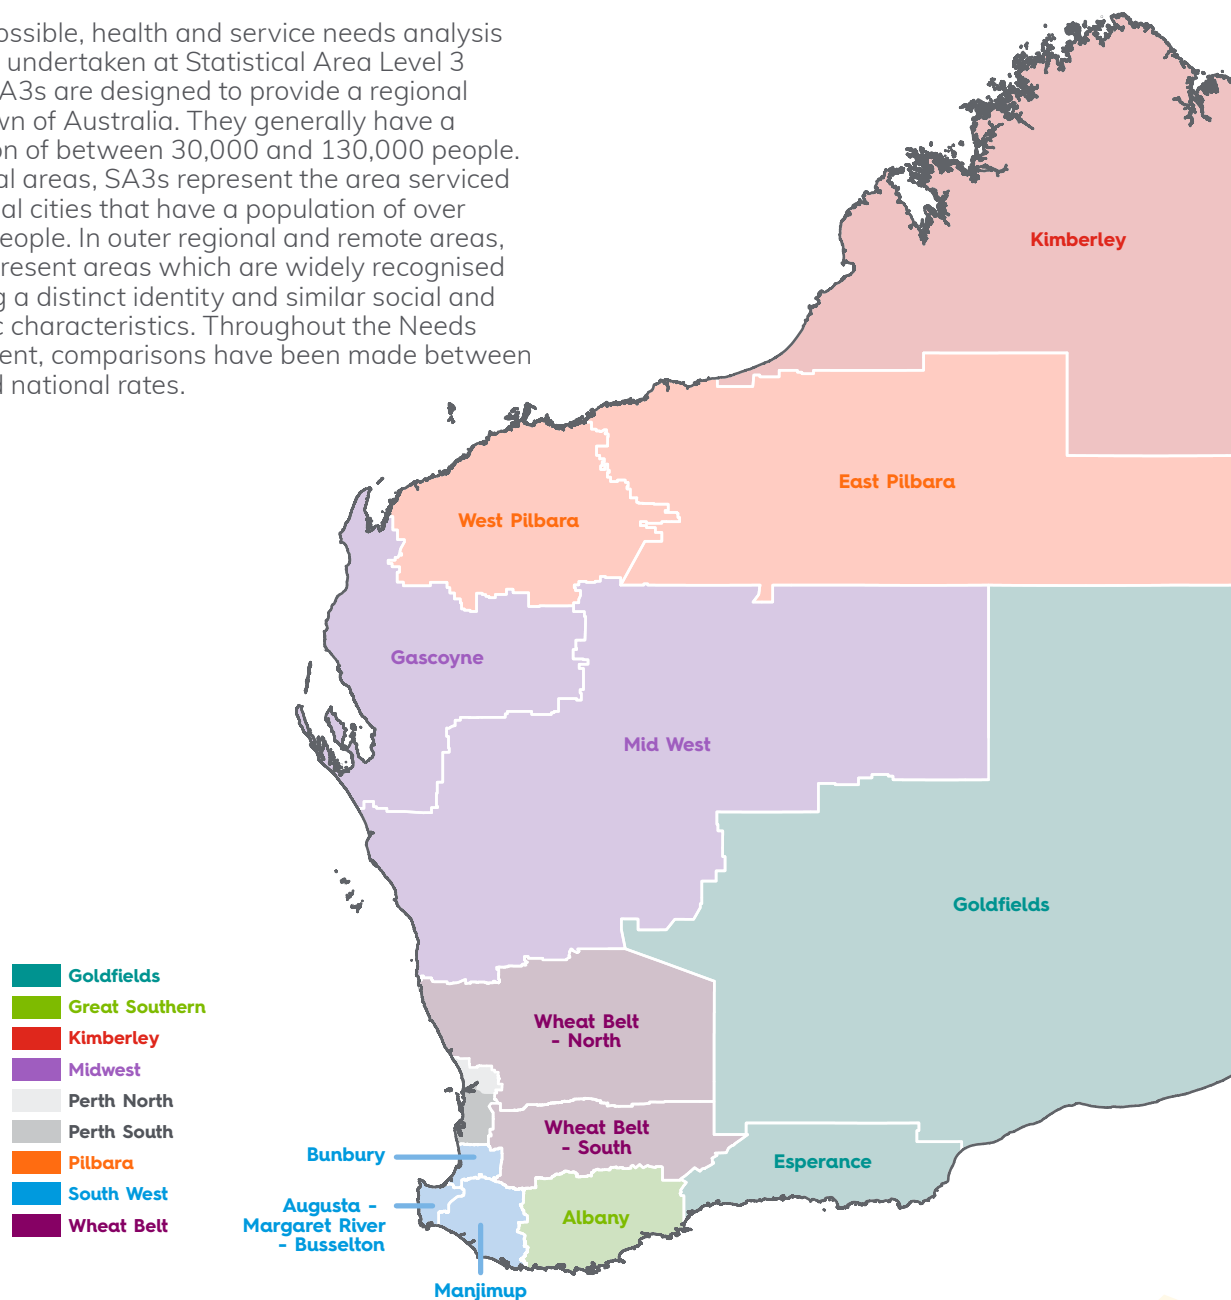 ossible, health and service needs analysis
undertaken at Statistical Area Level 3
A3s are designed to provide a regional
wn of Australia. They generally have a
on of between 30,000 and 130,000 people.
al areas, SA3s represent the area serviced
al cities that have a population of over
eople. In outer regional and remote areas,
resent areas which are widely recognised
g a distinct identity and similar social and
c characteristics. Throughout the Needs
ent, comparisons have been made between
d national rates.
Kimberley
East Pilbara
West Pilbara
Gascoyne
Mid West
Goldfields
Wheat Belt
- North
Wheat Belt
- South
Esperance
Albany
Bunbury
Augusta -
Margaret River
- Busselton
Manjimup
Goldfields
Great Southern
Kimberley
Midwest
Perth North
Perth South
Pilbara
South West
Wheat Belt